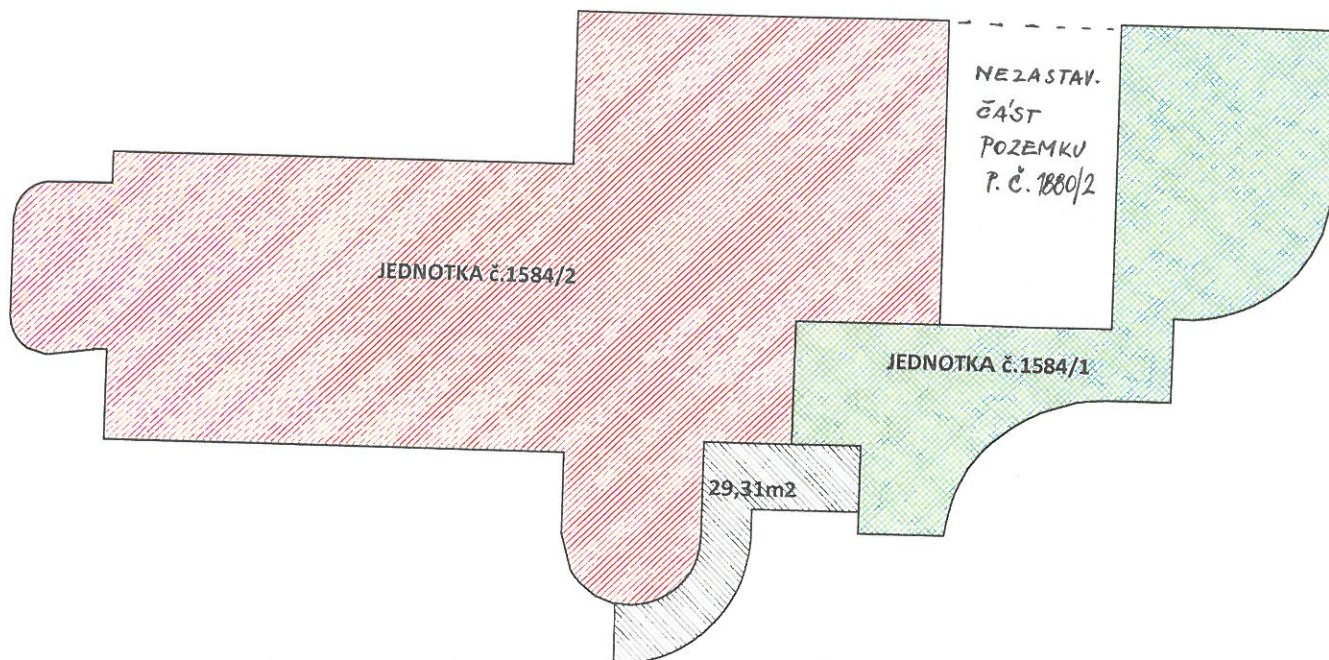 NEZASTAV.
ČÁST
POZEMKU
P. Č. 1880/2
JEDNOTKA č.1584/2
JEDNOTKA č.1584/1
29,31m2